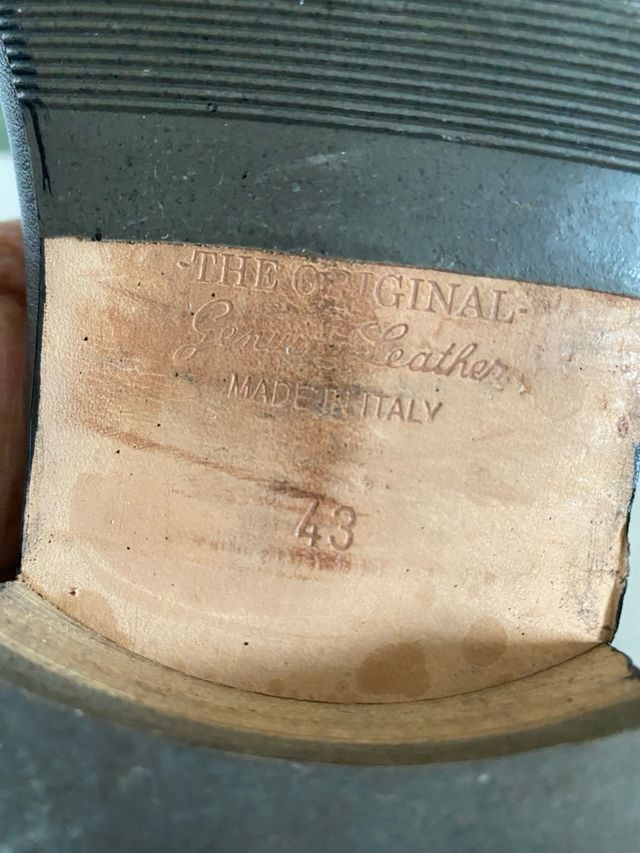 -THE ORIGINAL-
Genuine Leather
MADE IN ITALY
43